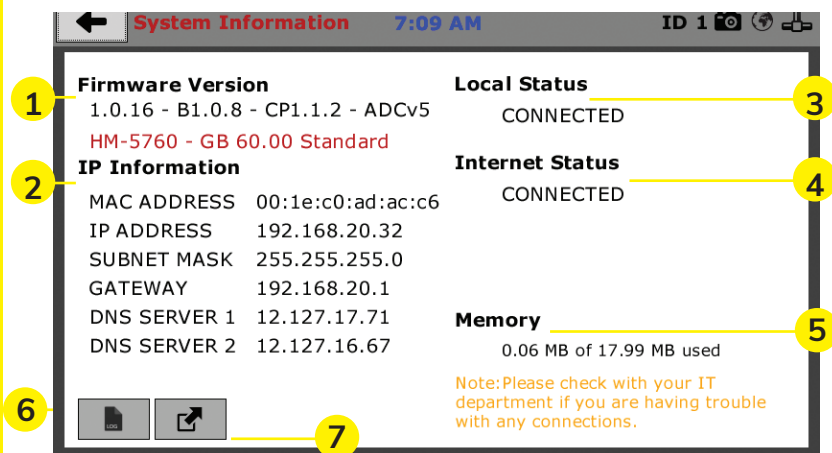 System Information 7:09 AM ID 1
1
Firmware Version
1.0.16 - B1.0.8 - CP1.1.2 - ADCv5
HM-5760 - GB 60.00 Standard
2
IP Information
MAC ADDRESS 00:1e:c0:ad:ac:c6
IP ADDRESS 192.168.20.32
SUBNET MASK 255.255.255.0
GATEWAY 192.168.20.1
DNS SERVER 1 12.127.17.71
DNS SERVER 2 12.127.16.67
Local Status
3
CONNECTED
Internet Status
4
CONNECTED
Memory
5
0.06 MB of 17.99 MB used
Note:Please check with your IT
department if you are having trouble
with any connections.
6
LOG
7